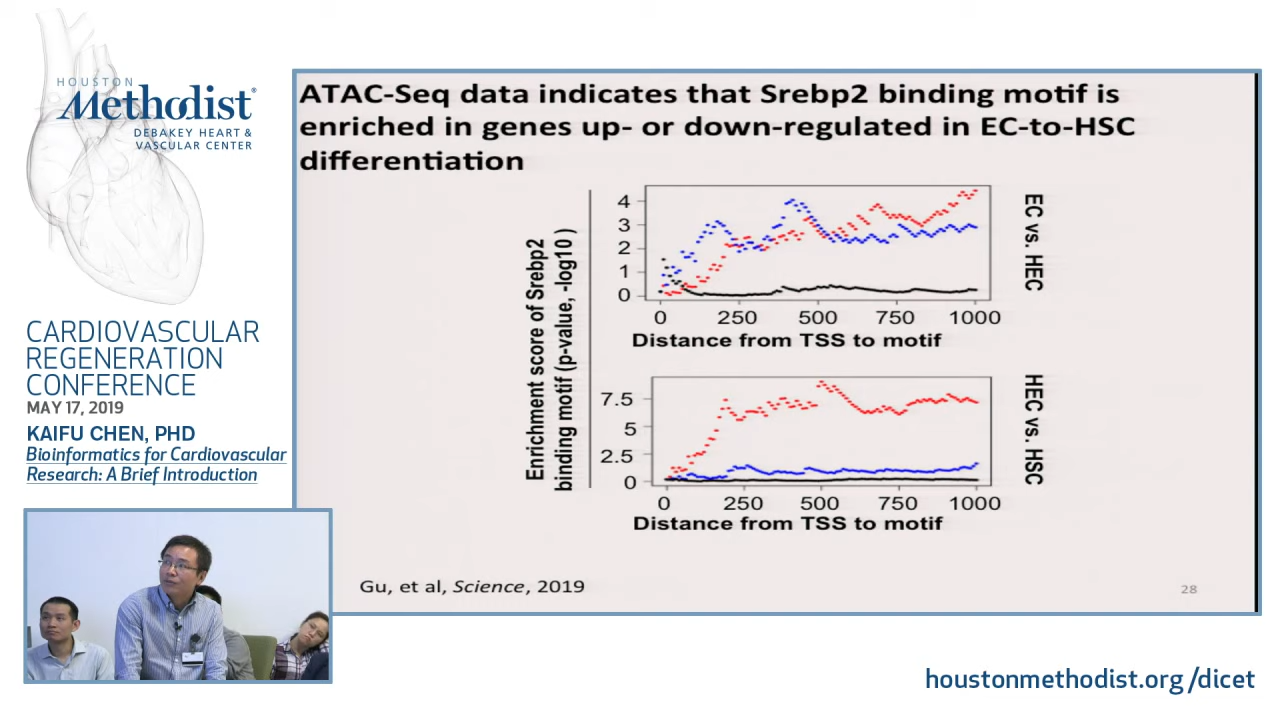 HOUSTON
Methodist®
DEBAKEY HEART &
VASCULAR CENTER
CARDIOVASCULAR
REGENERATION
CONFERENCE
MAY 17, 2019
KAIFU CHEN, PHD
Bioinformatics for Cardiovascular
Research: A Brief Introduction
ATAC-Seq data indicates that Srebp2 binding motif is
enriched in genes up- or down-regulated in EC-to-HSC
differentiation
Enrichment score of Srebp2
binding motif (p-value, -log10 )
4
3
2
1
0
0 250 500 750 1000
Distance from TSS to motif
EC vs. HEC
7.5
5
2.5
0
0 250 500 750 1000
Distance from TSS to motif
HEC vs. HSC
Gu, et al, Science, 2019
28
houstonmethodist.org/dicet